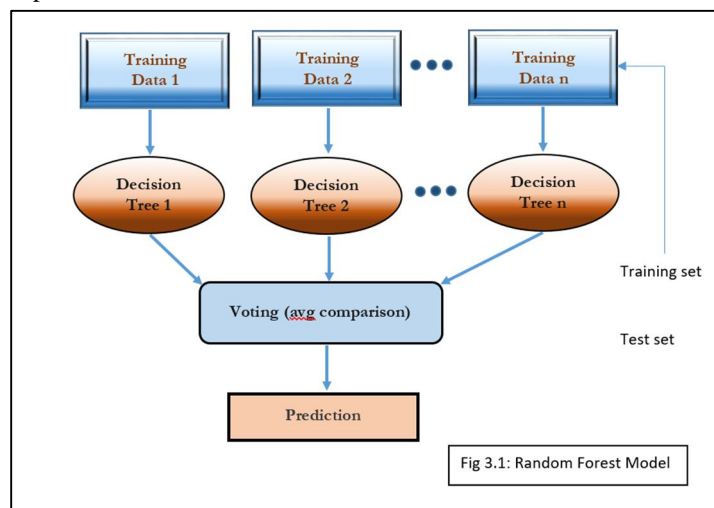 Training
Data 1
Training
Data 2
Training
Data n
Decision
Tree 1
Decision
Tree 2
Decision
Tree n
Training set
Voting (avg comparison)
Test set
Prediction
Fig 3.1: Random Forest Model